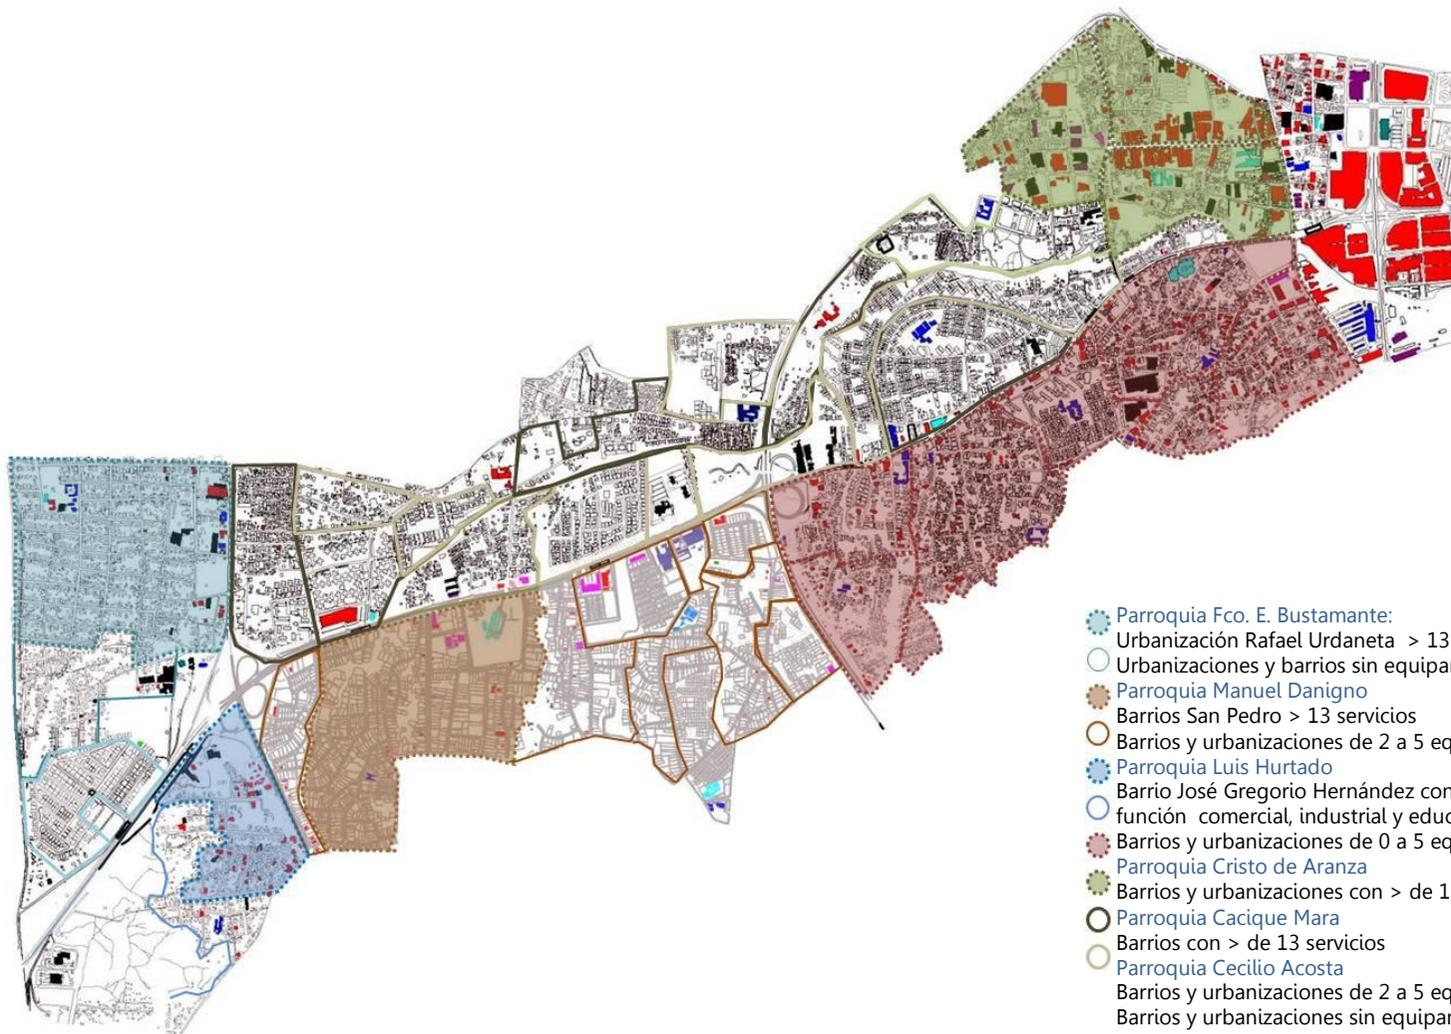 Parroquia Fco. E. Bustamante:
Urbanización Rafael Urdaneta > 13
Urbanizaciones y barrios sin equipar
Parroquia Manuel Danigno
Barrios San Pedro > 13 servicios
Barrios y urbanizaciones de 2 a 5 eq
Parroquia Luis Hurtado
Barrio José Gregorio Hernández con
función comercial, industrial y educ
Barrios y urbanizaciones de 0 a 5 eq
Parroquia Cristo de Aranza
Barrios y urbanizaciones con > de 1
Parroquia Cacique Mara
Barrios con > de 13 servicios
Parroquia Cecilio Acosta
Barrios y urbanizaciones de 2 a 5 eq
Barrios y urbanizaciones sin equipar